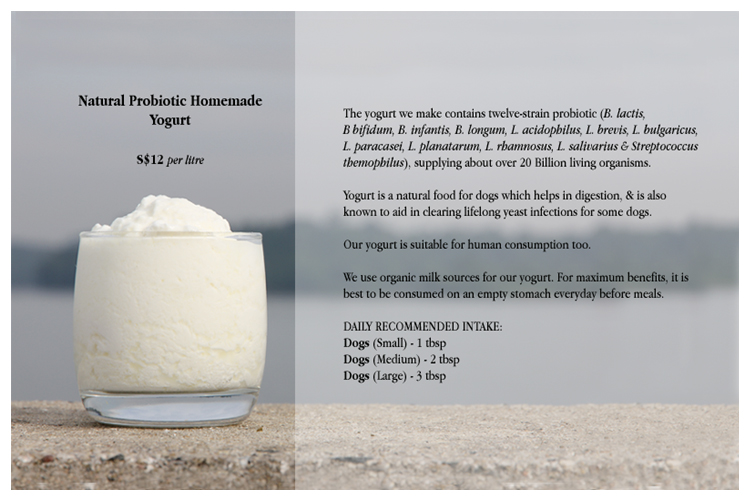 Natural Probiotic Homemade
Yogurt
S$12 per litre
The yogurt we make contains twelve-strain probiotic (B. lactis,
B bifidum, B. infantis, B. longum, L. acidophilus, L. brevis, L. bulgaricus,
L. paracasei, L. planatarum, L. rhamnosus, L. salivarius & Streptococcus
themophilus), supplying about over 20 Billion living organisms.
Yogurt is a natural food for dogs which helps in digestion, & is also
known to aid in clearing lifelong yeast infections for some dogs.
Our yogurt is suitable for human consumption too.
We use organic milk sources for our yogurt. For maximum benefits, it is
best to be consumed on an empty stomach everyday before meals.
DAILY RECOMMENDED INTAKE:
Dogs (Small) - 1 tbsp
Dogs (Medium) - 2 tbsp
Dogs (Large) - 3 tbsp